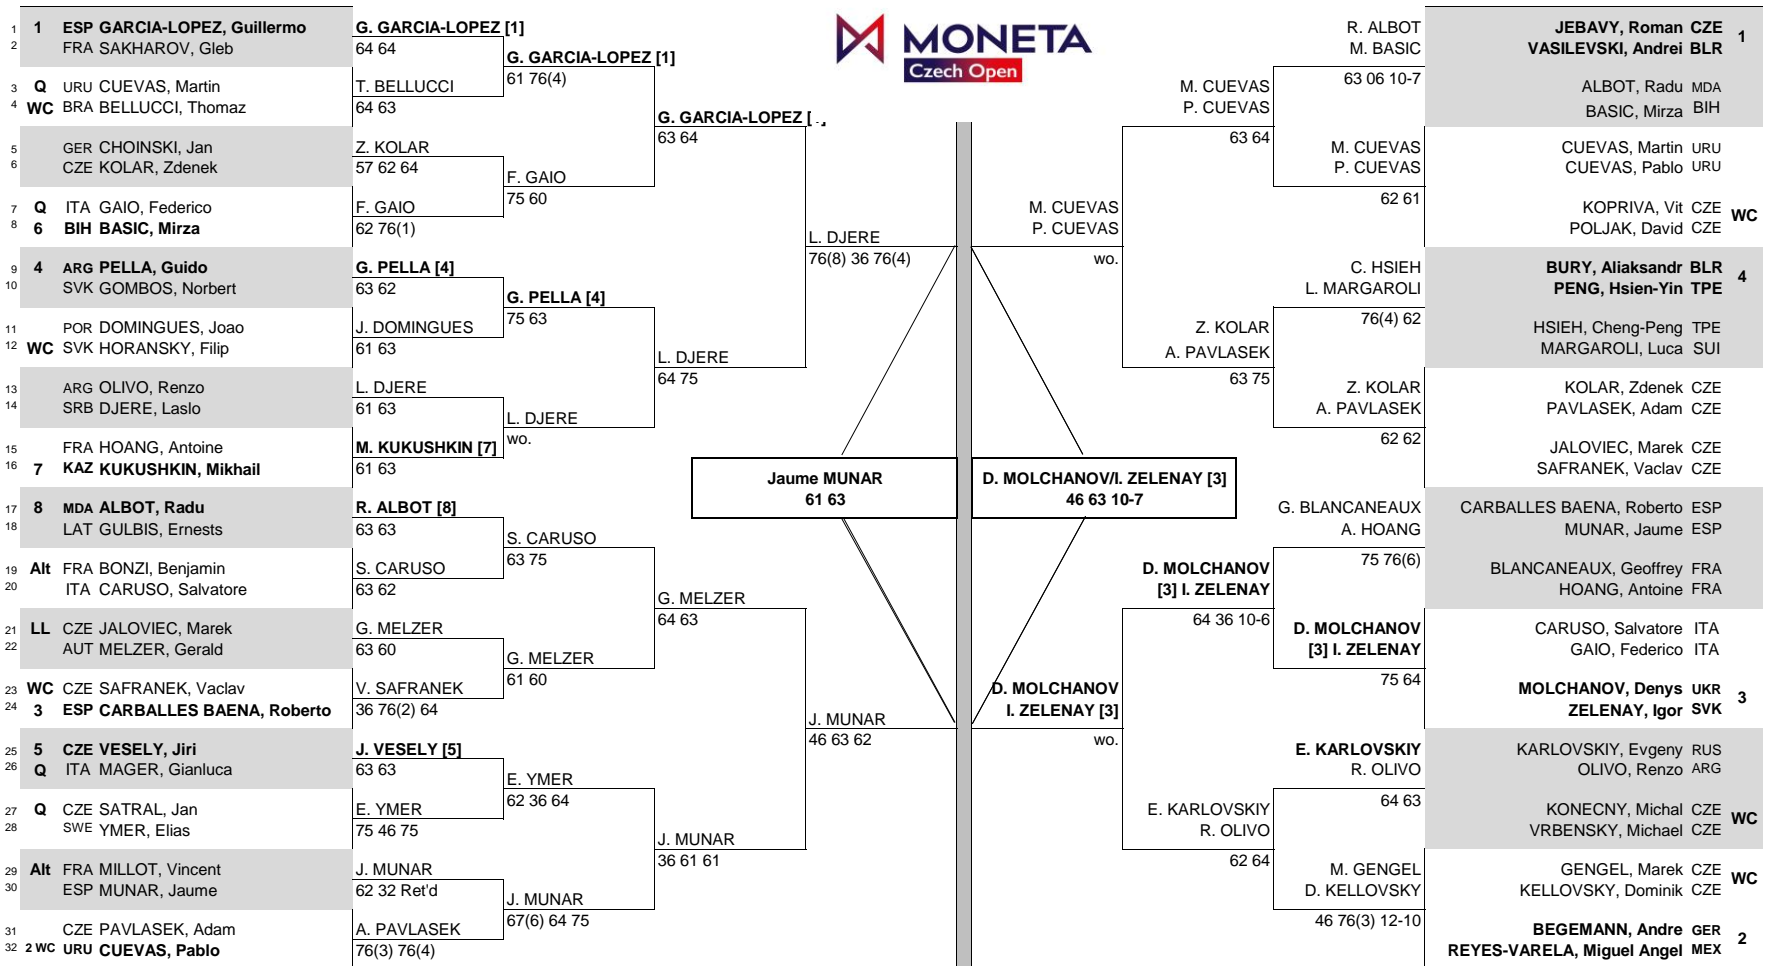 MONETA
Czech Open
1 1 ESP GARCIA-LOPEZ, Guillermo
2 FRA SAKHAROV, Gleb
3 Q URU CUEVAS, Martin
4 WC BRA BELLUCCI, Thomaz
5 GER CHOINSKI, Jan
6 CZE KOLAR, Zdenek
7 Q ITA GAIO, Federico
8 6 BIH BASIC, Mirza
9 4 ARG PELLA, Guido
10 SVK GOMBOS, Norbert
11 POR DOMINGUES, Joao
12 WC SVK HORANSKY, Filip
13 ARG OLIVO, Renzo
14 SRB DJERE, Laslo
15 FRA HOANG, Antoine
16 7 KAZ KUKUSHKIN, Mikhail
17 8 MDA ALBOT, Radu
18 LAT GULBIS, Ernests
19 Alt FRA BONZI, Benjamin
20 ITA CARUSO, Salvatore
21 LL CZE JALOVIEC, Marek
22 AUT MELZER, Gerald
23 WC CZE SAFRANEK, Vaclav
24 3 ESP CARBALLES BAENA, Roberto
25 5 CZE VESELY, Jiri
26 Q ITA MAGER, Gianluca
27 Q CZE SATRAL, Jan
28 SWE YMER, Elias
29 Alt FRA MILLOT, Vincent
30 ESP MUNAR, Jaume
31 CZE PAVLASEK, Adam
32 2 WC URU CUEVAS, Pablo
G. GARCIA-LOPEZ [1]
64 64
T. BELLUCCI
64 63
Z. KOLAR
57 62 64
F. GAIO
62 76(1)
G. PELLA [4]
63 62
J. DOMINGUES
61 63
L. DJERE
61 63
M. KUKUSHKIN [7]
61 63
R. ALBOT [8]
63 63
S. CARUSO
63 62
G. MELZER
63 60
V. SAFRANEK
36 76(2) 64
J. VESELY [5]
63 63
E. YMER
75 46 75
J. MUNAR
62 32 Ret'd
A. PAVLASEK
76(3) 76(4)
G. GARCIA-LOPEZ [1]
61 76(4)
F. GAIO
75 60
G. PELLA [4]
75 63
L. DJERE
wo.
S. CARUSO
63 75
G. MELZER
61 60
E. YMER
62 36 64
J. MUNAR
67(6) 64 75
G. GARCIA-LOPEZ [
63 64
L. DJERE
64 75
G. MELZER
64 63
J. MUNAR
36 61 61
L. DJERE
76(8) 36 76(4)
J. MUNAR
46 63 62
Jaume MUNAR
61 63
D. MOLCHANOV/I. ZELENAY [3]
46 63 10-7
M. CUEVAS
P. CUEVAS
wo.
D. MOLCHANOV
I. ZELENAY [3]
wo.
M. CUEVAS
P. CUEVAS
63 64
Z. KOLAR
A. PAVLASEK
63 75
D. MOLCHANOV
[3] I. ZELENAY
64 36 10-6
E. KARLOVSKIY
R. OLIVO
62 64
R. ALBOT
M. BASIC
63 06 10-7
M. CUEVAS
P. CUEVAS
62 61
C. HSIEH
L. MARGAROLI
76(4) 62
Z. KOLAR
A. PAVLASEK
62 62
G. BLANCANEAUX
A. HOANG
75 76(6)
D. MOLCHANOV
[3] I. ZELENAY
75 64
E. KARLOVSKIY
R. OLIVO
64 63
M. GENGEL
D. KELLOVSKY
46 76(3) 12-10
JEBAVY, Roman CZE 1
VASILEVSKI, Andrei BLR
ALBOT, Radu MDA
BASIC, Mirza BIH
CUEVAS, Martin URU
CUEVAS, Pablo URU
KOPRIVA, Vit CZE WC
POLJAK, David CZE
BURY, Aliaksandr BLR 4
PENG, Hsien-Yin TPE
HSIEH, Cheng-Peng TPE
MARGAROLI, Luca SUI
KOLAR, Zdenek CZE
PAVLASEK, Adam CZE
JALOVIEC, Marek CZE
SAFRANEK, Vaclav CZE
CARBALLES BAENA, Roberto ESP
MUNAR, Jaume ESP
BLANCANEAUX, Geoffrey FRA
HOANG, Antoine FRA
CARUSO, Salvatore ITA
GAIO, Federico ITA
MOLCHANOV, Denys UKR 3
ZELENAY, Igor SVK
KARLOVSKIY, Evgeny RUS
OLIVO, Renzo ARG
KONECNY, Michal CZE WC
VRBENSKY, Michael CZE
GENGEL, Marek CZE WC
KELLOVSKY, Dominik CZE
BEGEMANN, Andre GER 2
REYES-VARELA, Miguel Angel MEX